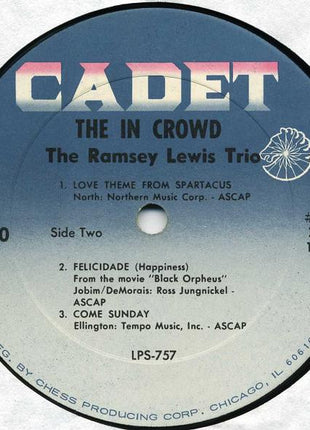 CADET
THE IN CROWD
The Ramsey Lewis Trio
1. LOVE THEME FROM SPARTACUS
North: Northern Music Corp. - ASCAP
Side Two
2. FELICIDADE (Happiness)
From the movie "Black Orpheus"
Jobim/DeMorais: Ross Jungnickel -
ASCAP
3. COME SUNDAY
Ellington: Tempo Music, Inc. - ASCAP
LPS-757
BY CHESS PRODUCING CORP. CHICAGO, IL